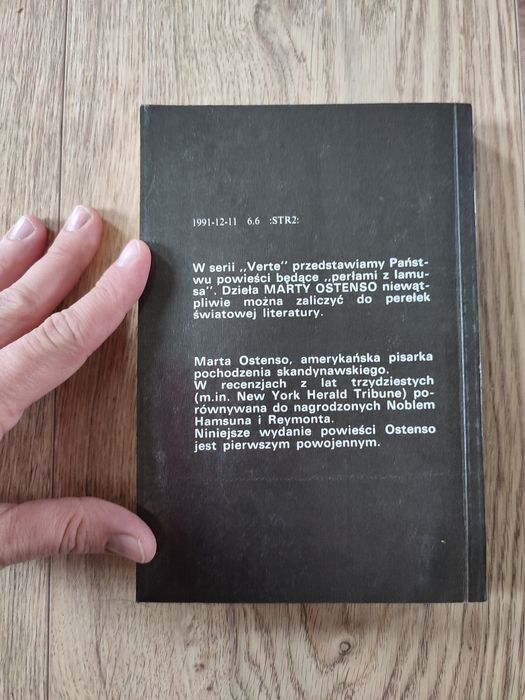 1991-12-11 6.6 :STR2:
W serii „Verte" przedstawiamy Państ-
wu powieści będące „perłami z lamu-
sa". Dzieła MARTY OSTENSO niewąt-
pliwie można zaliczyć do perełek
światowej literatury.
Marta Ostenso, amerykańska pisarka
pochodzenia skandynawskiego.
W recenzjach z lat trzydziestych
(m.in. New York Herald Tribune) po-
równywana do nagrodzonych Noblem
Hamsuna i Reymonta.
Niniejsze wydanie powieści Ostenso
jest pierwszym powojennym.